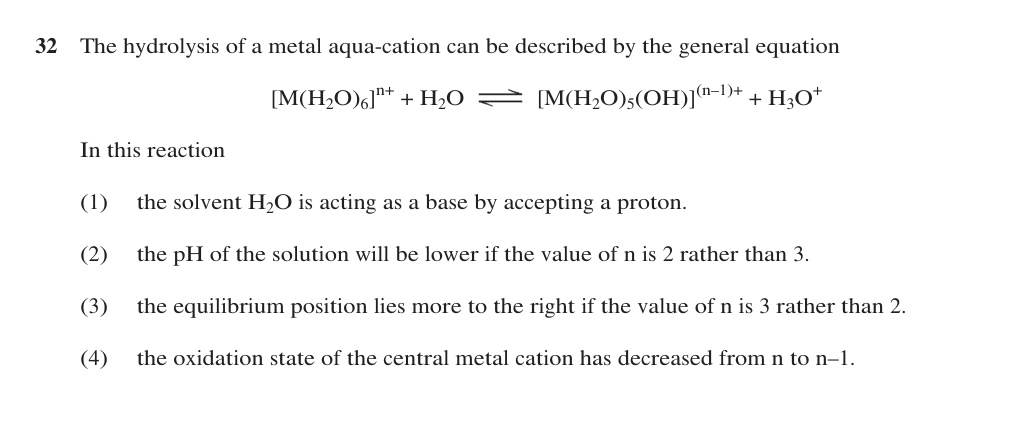 32 The hydrolysis of a metal aqua-cation can be described by the general equation
[M(H₂O)₆]ⁿ⁺ + H₂O ⇌ [M(H₂O)₅(OH)]⁽ⁿ⁻¹⁾⁺ + H₃O⁺
In this reaction
(1) the solvent H₂O is acting as a base by accepting a proton.
(2) the pH of the solution will be lower if the value of n is 2 rather than 3.
(3) the equilibrium position lies more to the right if the value of n is 3 rather than 2.
(4) the oxidation state of the central metal cation has decreased from n to n–1.